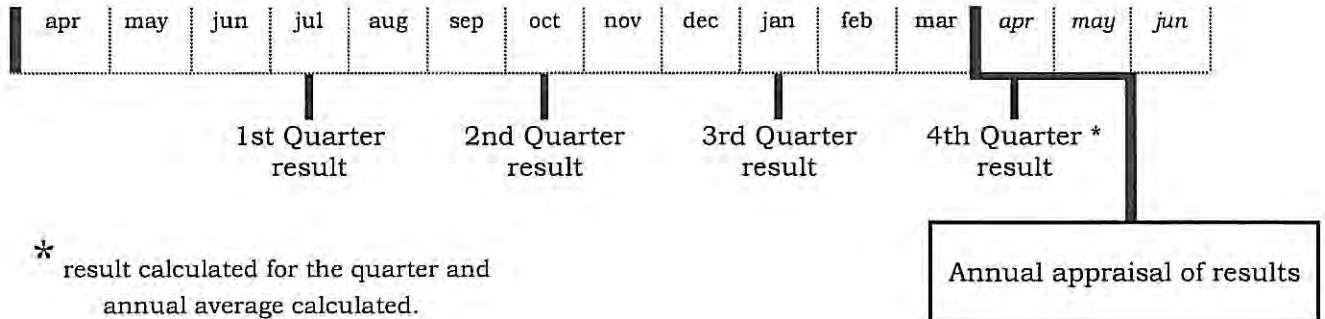 apr may jun jul aug sep oct nov dec jan feb mar apr may jun
1st Quarter
result
2nd Quarter
result
3rd Quarter
result
4th Quarter *
result
* result calculated for the quarter and
annual average calculated.
Annual appraisal of results